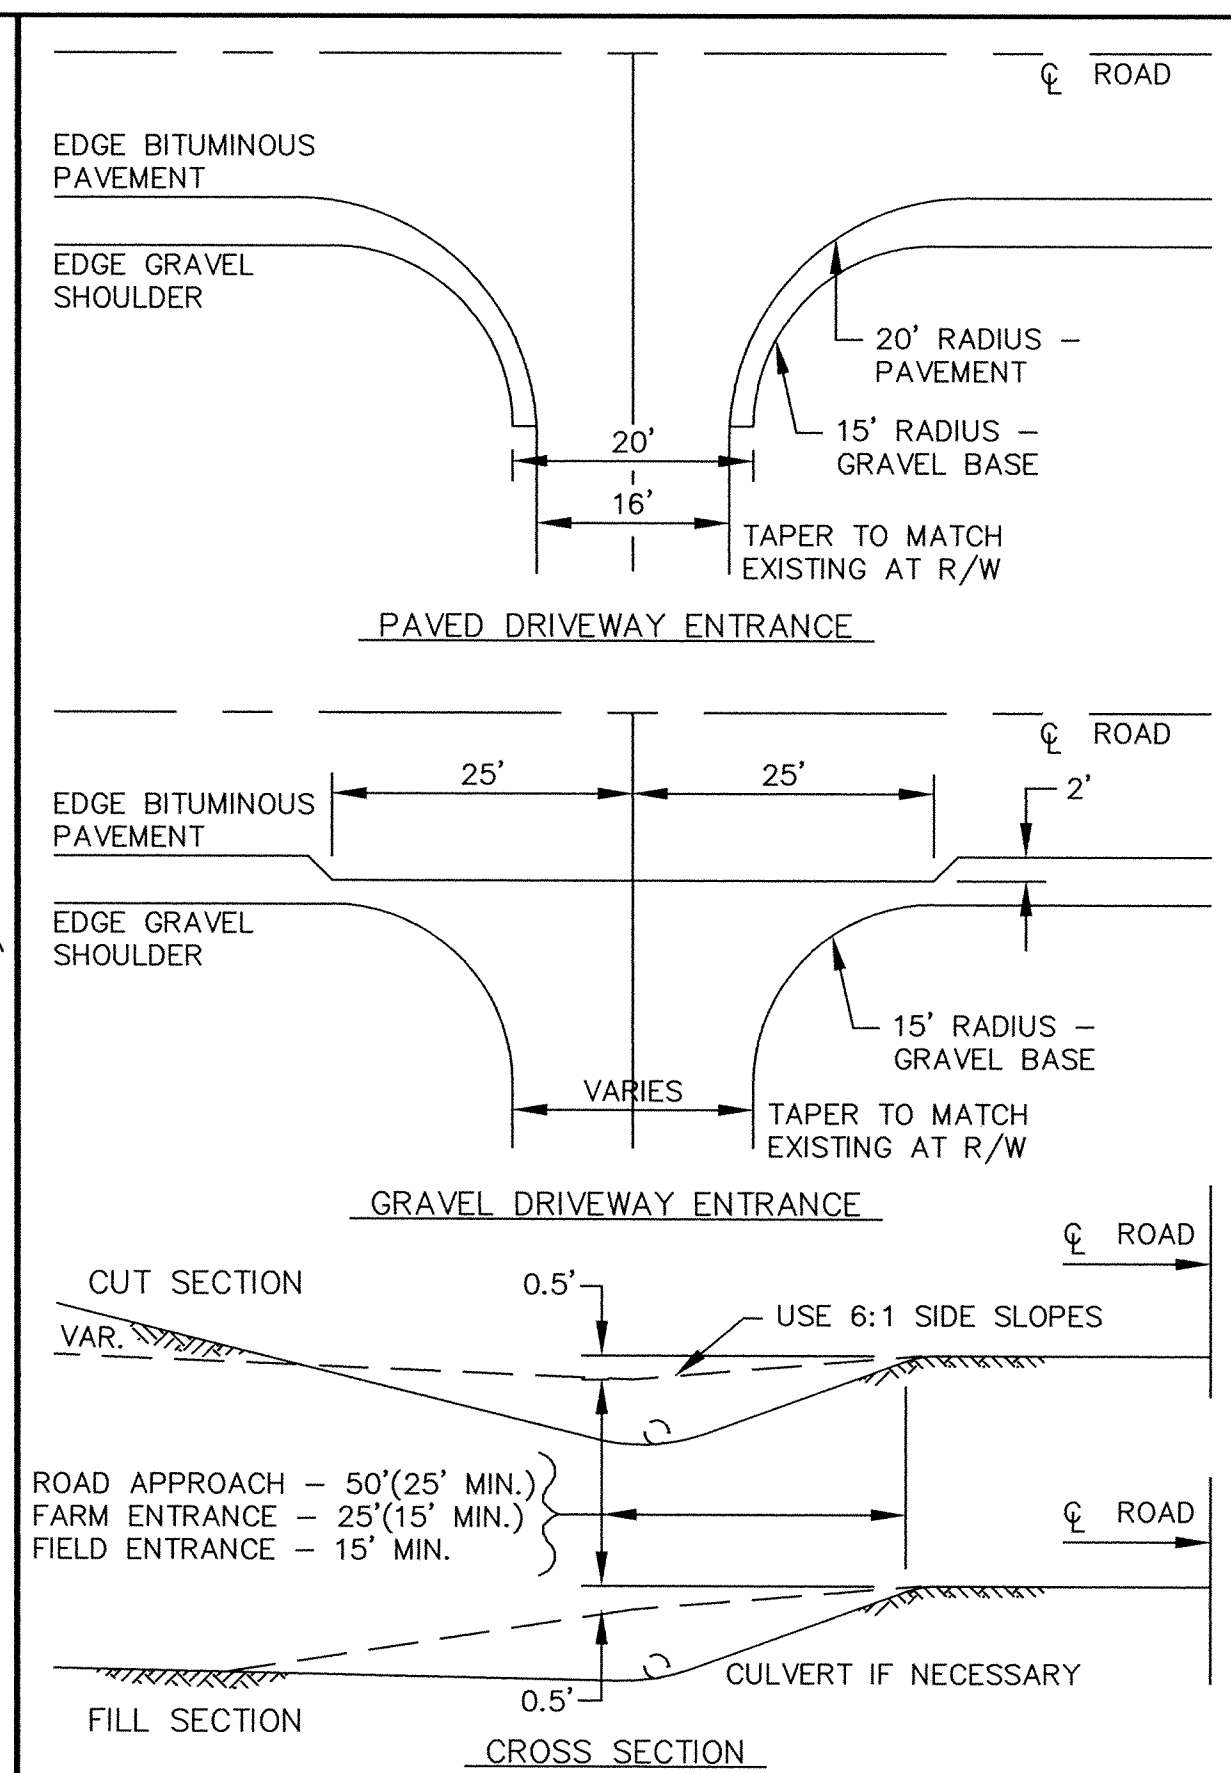 ℄ ROAD
EDGE BITUMINOUS
PAVEMENT
EDGE GRAVEL
SHOULDER
20' RADIUS –
PAVEMENT
15' RADIUS –
GRAVEL BASE
20'
16'
TAPER TO MATCH
EXISTING AT R/W
PAVED DRIVEWAY ENTRANCE
℄ ROAD
25'
25'
2'
EDGE BITUMINOUS
PAVEMENT
EDGE GRAVEL
SHOULDER
15' RADIUS –
GRAVEL BASE
VARIES
TAPER TO MATCH
EXISTING AT R/W
GRAVEL DRIVEWAY ENTRANCE
℄ ROAD
CUT SECTION
0.5'
USE 6:1 SIDE SLOPES
VAR.
ROAD APPROACH – 50'(25' MIN.)
FARM ENTRANCE – 25'(15' MIN.)
FIELD ENTRANCE – 15' MIN.
℄ ROAD
CULVERT IF NECESSARY
0.5'
FILL SECTION
CROSS SECTION